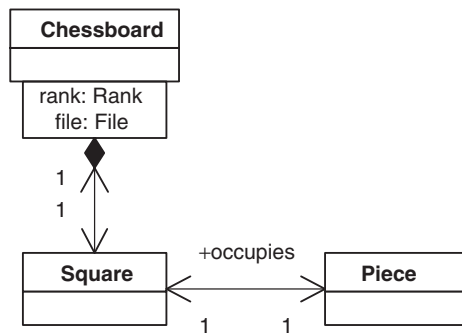 Chessboard
rank: Rank
file: File
1
1
+occupies
Square
Piece
1 1